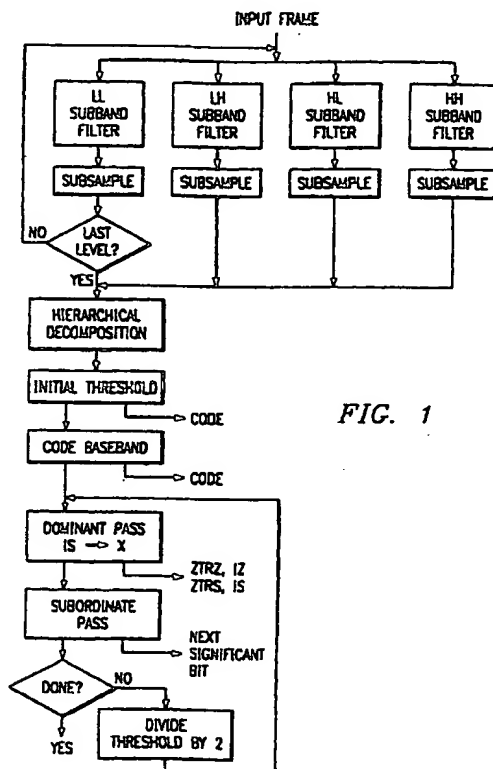 INPUT FRAME
LL
SUBBAND
FILTER
LH
SUBBAND
FILTER
HL
SUBBAND
FILTER
HH
SUBBAND
FILTER
SUBSAMPLE
SUBSAMPLE
SUBSAMPLE
SUBSAMPLE
NO
LAST
LEVEL?
YES
HIERARCHICAL
DECOMPOSITION
INITIAL THRESHOLD
CODE
FIG. 1
CODE BASEBAND
CODE
DOMINANT PASS
IS → X
ZTRZ, IZ
ZTRS, IS
SUBORDINATE
PASS
NEXT
SIGNIFICANT
BIT
DONE?
NO
YES
DIVIDE
THRESHOLD BY 2